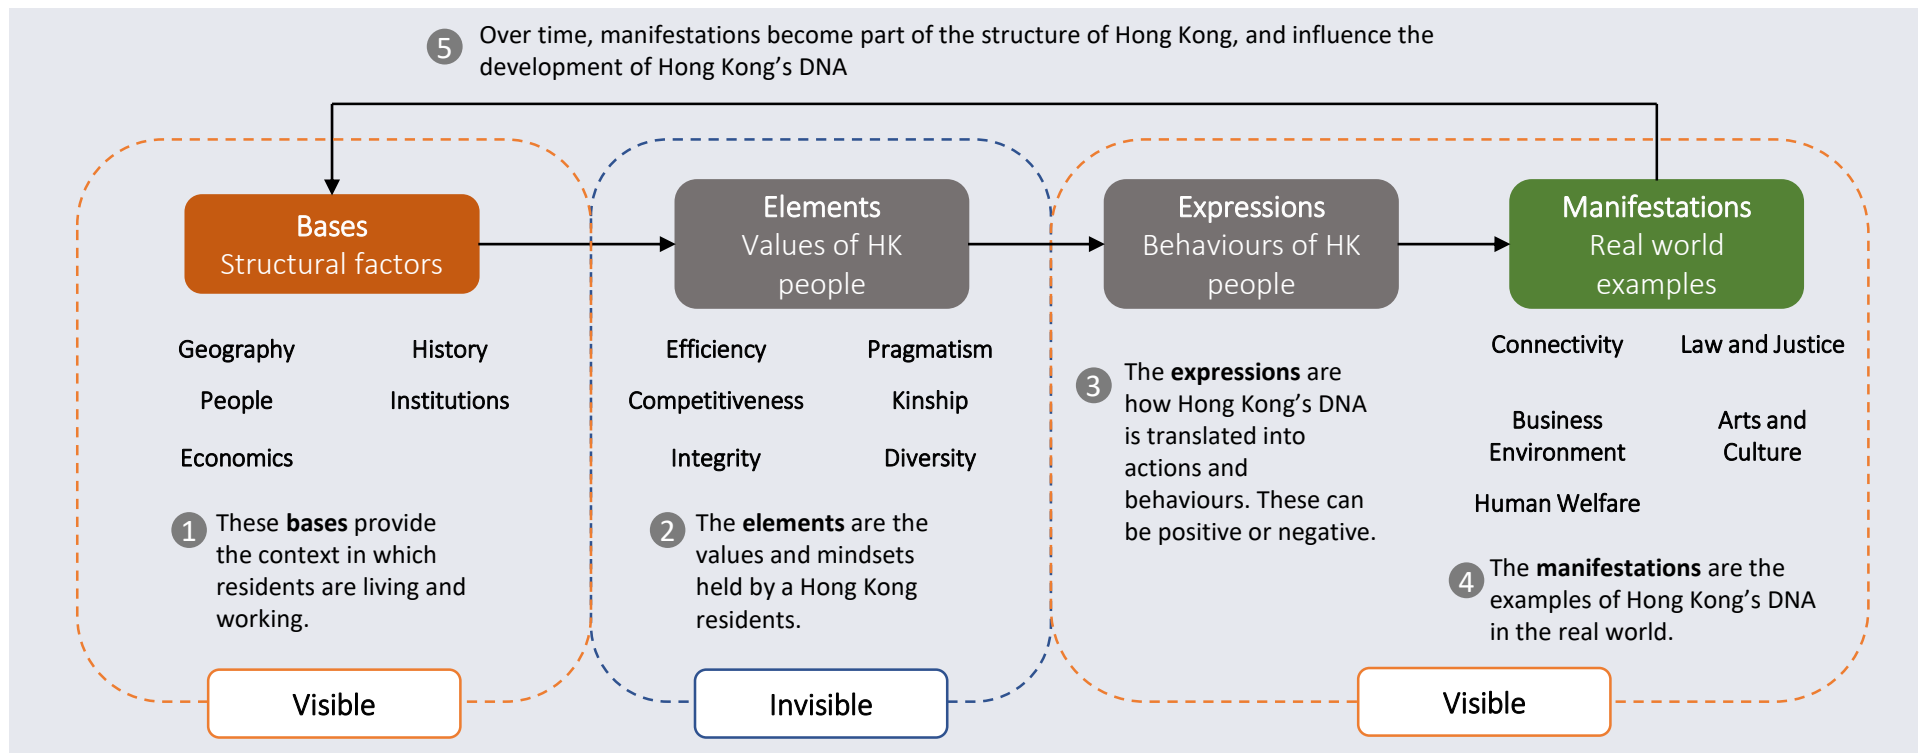 5 Over time, manifestations become part of the structure of Hong Kong, and influence the
development of Hong Kong's DNA
Bases
Structural factors
Geography History
People Institutions
Economics
1 These bases provide
the context in which
residents are living and
working.
Visible
Elements
Values of HK
people
Efficiency Pragmatism
Competitiveness Kinship
Integrity Diversity
2 The elements are the
values and mindsets
held by a Hong Kong
residents.
Invisible
Expressions
Behaviours of HK
people
3 The expressions are
how Hong Kong's DNA
is translated into
actions and
behaviours. These can
be positive or negative.
Manifestations
Real world
examples
Connectivity Law and Justice
Business
Environment
Arts and
Culture
Human Welfare
4 The manifestations are the
examples of Hong Kong's DNA
in the real world.
Visible